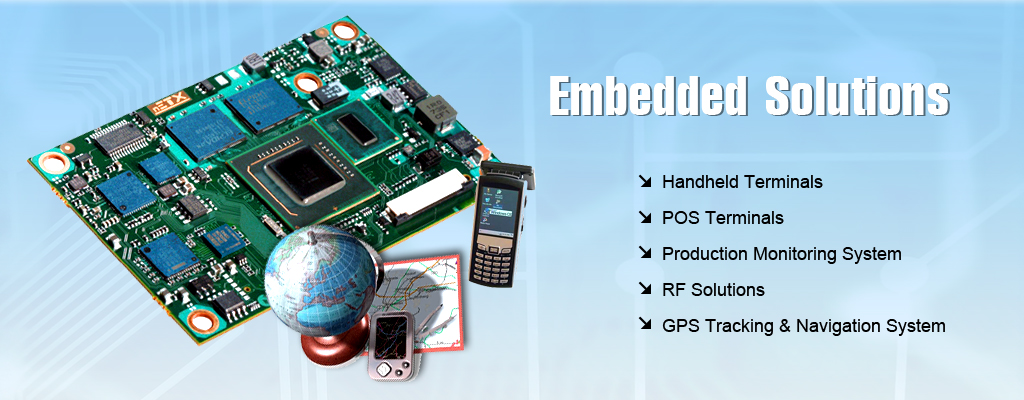 Embedded Solutions
Handheld Terminals
POS Terminals
Production Monitoring System
RF Solutions
GPS Tracking & Navigation System